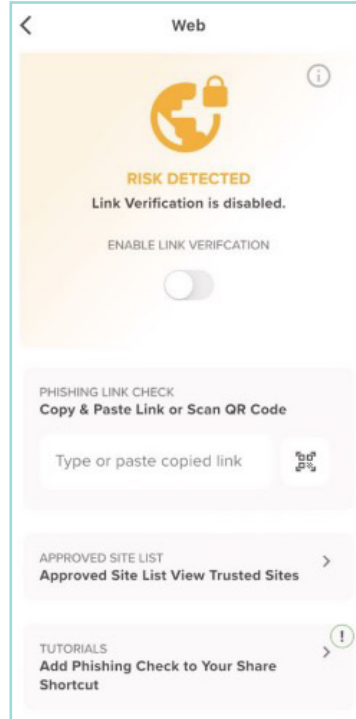 Web
RISK DETECTED
Link Verification is disabled.
ENABLE LINK VERIFCATION
PHISHING LINK CHECK
Copy & Paste Link or Scan QR Code
Type or paste copied link
APPROVED SITE LIST
Approved Site List View Trusted Sites
TUTORIALS
Add Phishing Check to Your Share
Shortcut